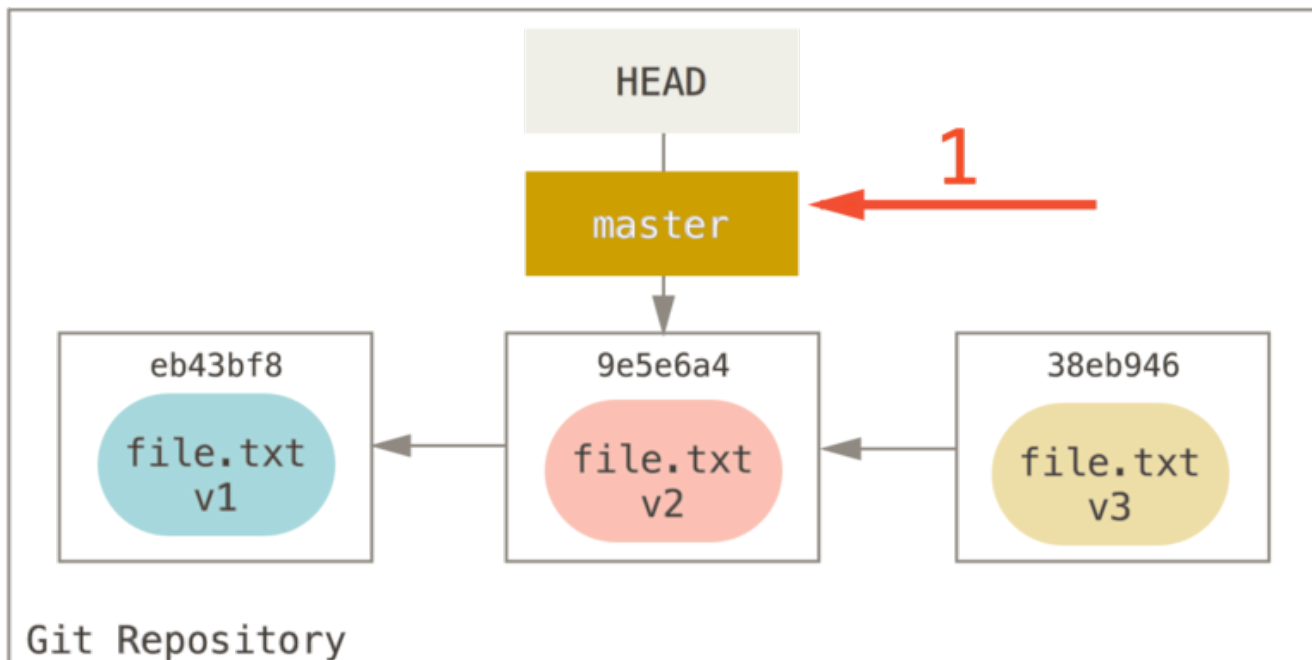 HEAD
1
master
eb43bf8
file.txt
v1
9e5e6a4
file.txt
v2
38eb946
file.txt
v3
Git Repository